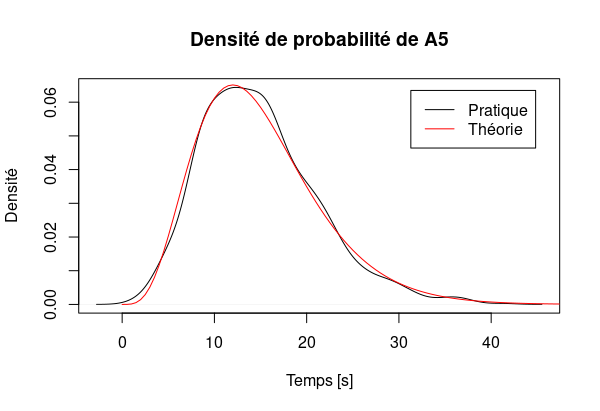 Densité de probabilité de A5
Densité
0.06
0.04
0.02
0.00
Pratique
Théorie
0 10 20 30 40
Temps [s]